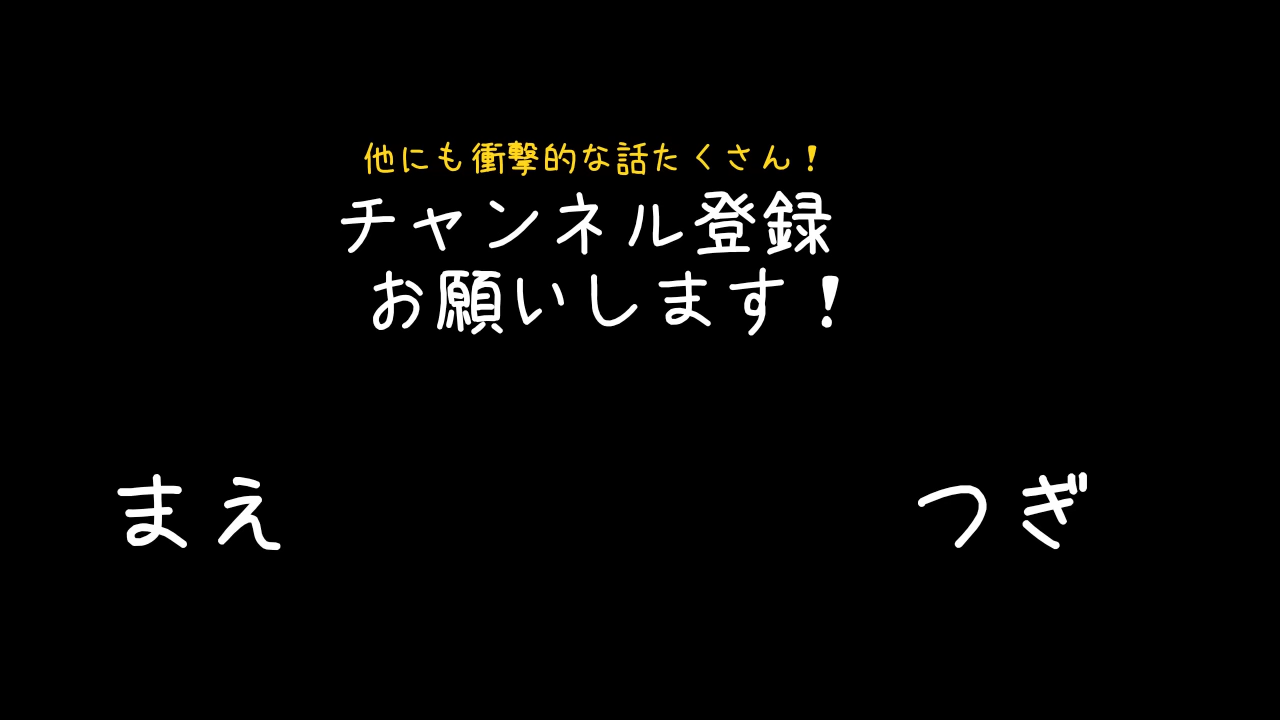 他にも衝撃的な話たくさん！
チャンネル登録
お願いします！
まえ
つぎ